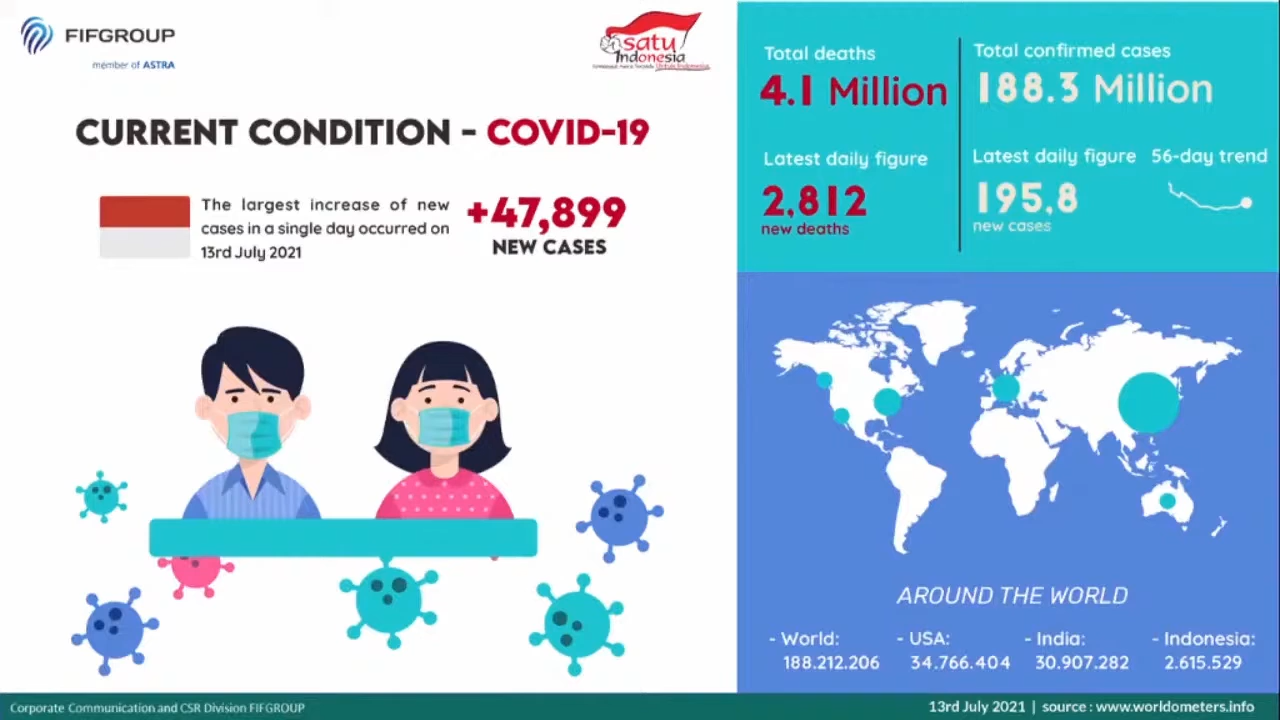 FIFGROUP
member of ASTRA
satu
Indonesia
CURRENT CONDITION - COVID-19
The largest increase of new
cases in a single day occurred on
13rd July 2021
+47,899
NEW CASES
Total deaths
4.1 Million
Latest daily figure
2,812
new deaths
Total confirmed cases
188.3 Million
Latest daily figure 56-day trend
195,8
new cases
AROUND THE WORLD
- World:
188.212.206
- USA:
34.766.404
- India:
30.907.282
- Indonesia:
2.615.529
Corporate Communication and CSR Division FIFGROUP
13rd July 2021 | source : www.worldometers.info